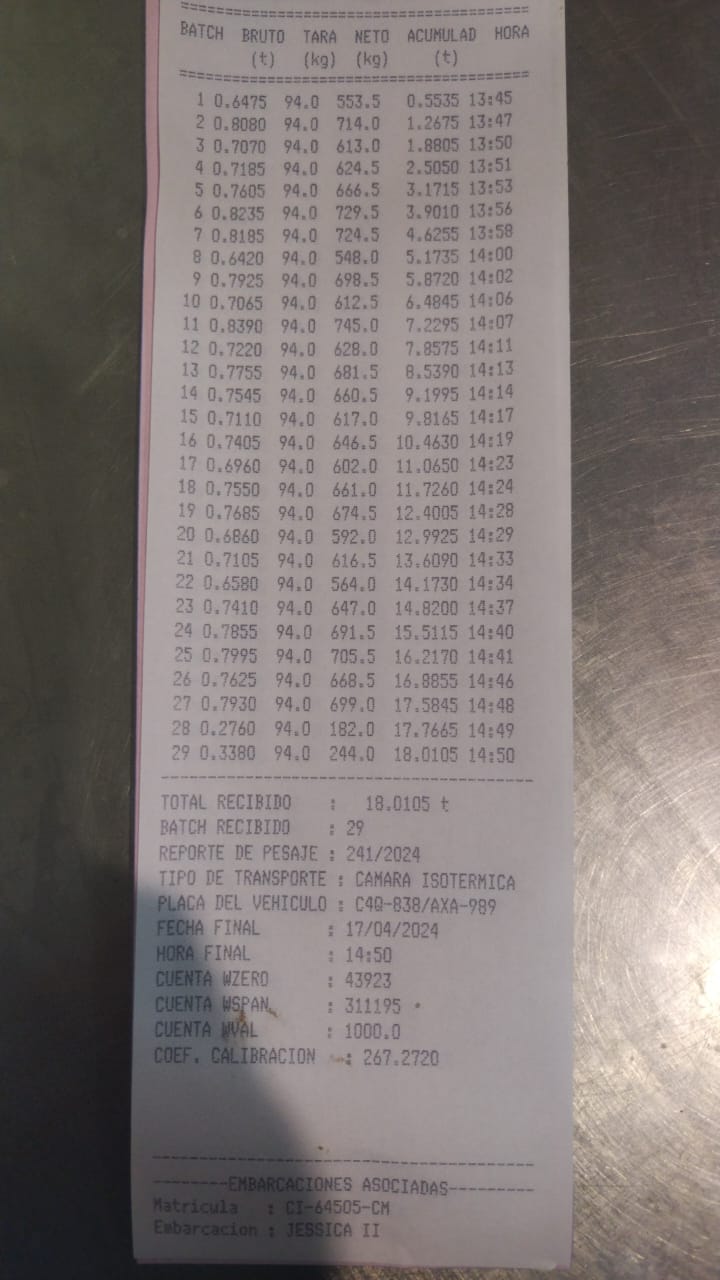 ==========================================
BATCH BRUTO TARA NETO ACUMULAD HORA
(t) (kg) (kg) (t)
==========================================
1 0.6475 94.0 553.5 0.5535 13:45
2 0.8080 94.0 714.0 1.2675 13:47
3 0.7070 94.0 613.0 1.8805 13:50
4 0.7185 94.0 624.5 2.5050 13:51
5 0.7605 94.0 666.5 3.1715 13:53
6 0.8235 94.0 729.5 3.9010 13:56
7 0.8185 94.0 724.5 4.6255 13:58
8 0.6420 94.0 548.0 5.1735 14:00
9 0.7925 94.0 698.5 5.8720 14:02
10 0.7065 94.0 612.5 6.4845 14:06
11 0.8390 94.0 745.0 7.2295 14:07
12 0.7220 94.0 628.0 7.8575 14:11
13 0.7755 94.0 681.5 8.5390 14:13
14 0.7545 94.0 660.5 9.1995 14:14
15 0.7110 94.0 617.0 9.8165 14:17
16 0.7405 94.0 646.5 10.4630 14:19
17 0.6960 94.0 602.0 11.0650 14:23
18 0.7550 94.0 661.0 11.7260 14:24
19 0.7685 94.0 674.5 12.4005 14:28
20 0.6860 94.0 592.0 12.9925 14:29
21 0.7105 94.0 616.5 13.6090 14:33
22 0.6580 94.0 564.0 14.1730 14:34
23 0.7410 94.0 647.0 14.8200 14:37
24 0.7855 94.0 691.5 15.5115 14:40
25 0.7995 94.0 705.5 16.2170 14:41
26 0.7625 94.0 668.5 16.8855 14:46
27 0.7930 94.0 699.0 17.5845 14:48
28 0.2760 94.0 182.0 17.7665 14:49
29 0.3380 94.0 244.0 18.0105 14:50
------------------------------------------
TOTAL RECIBIDO : 18.0105 t
BATCH RECIBIDO : 29
REPORTE DE PESAJE : 241/2024
TIPO DE TRANSPORTE : CAMARA ISOTERMICA
PLACA DEL VEHICULO : C4Q-838/AXA-989
FECHA FINAL : 17/04/2024
HORA FINAL : 14:50
CUENTA WZERO : 43923
CUENTA WSPAN : 311195
CUENTA WVAL : 1000.0
COEF. CALIBRACION : 267.2720
------------------------------------------
---------EMBARCACIONES ASOCIADAS----------
Matricula : CI-64505-CM
Embarcacion : JESSICA II